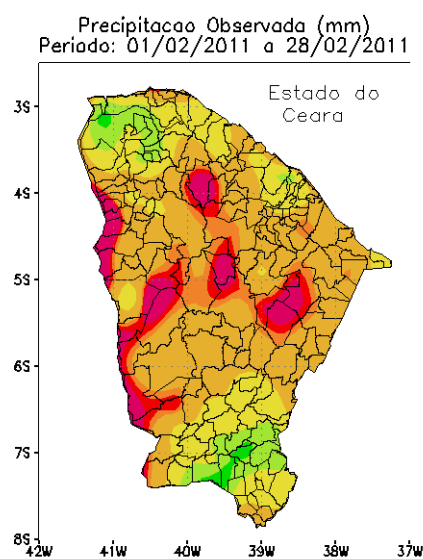 Precipitacao Observada (mm)
Periodo: 01/02/2011 a 28/02/2011
Estado do
Ceara
3S
4S
5S
6S
7S
8S
42W 41W 40W 39W 38W 37W